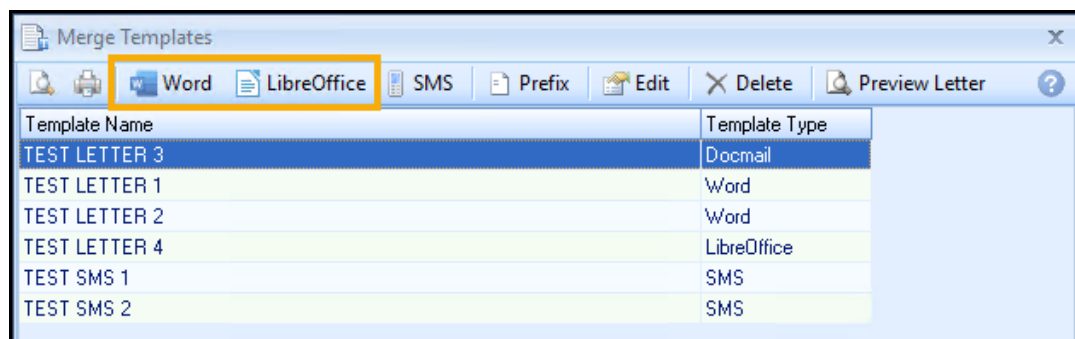 Merge Templates
Word LibreOffice SMS Prefix Edit Delete Preview Letter
Template Name Template Type
TEST LETTER 3 Docmail
TEST LETTER 1 Word
TEST LETTER 2 Word
TEST LETTER 4 LibreOffice
TEST SMS 1 SMS
TEST SMS 2 SMS